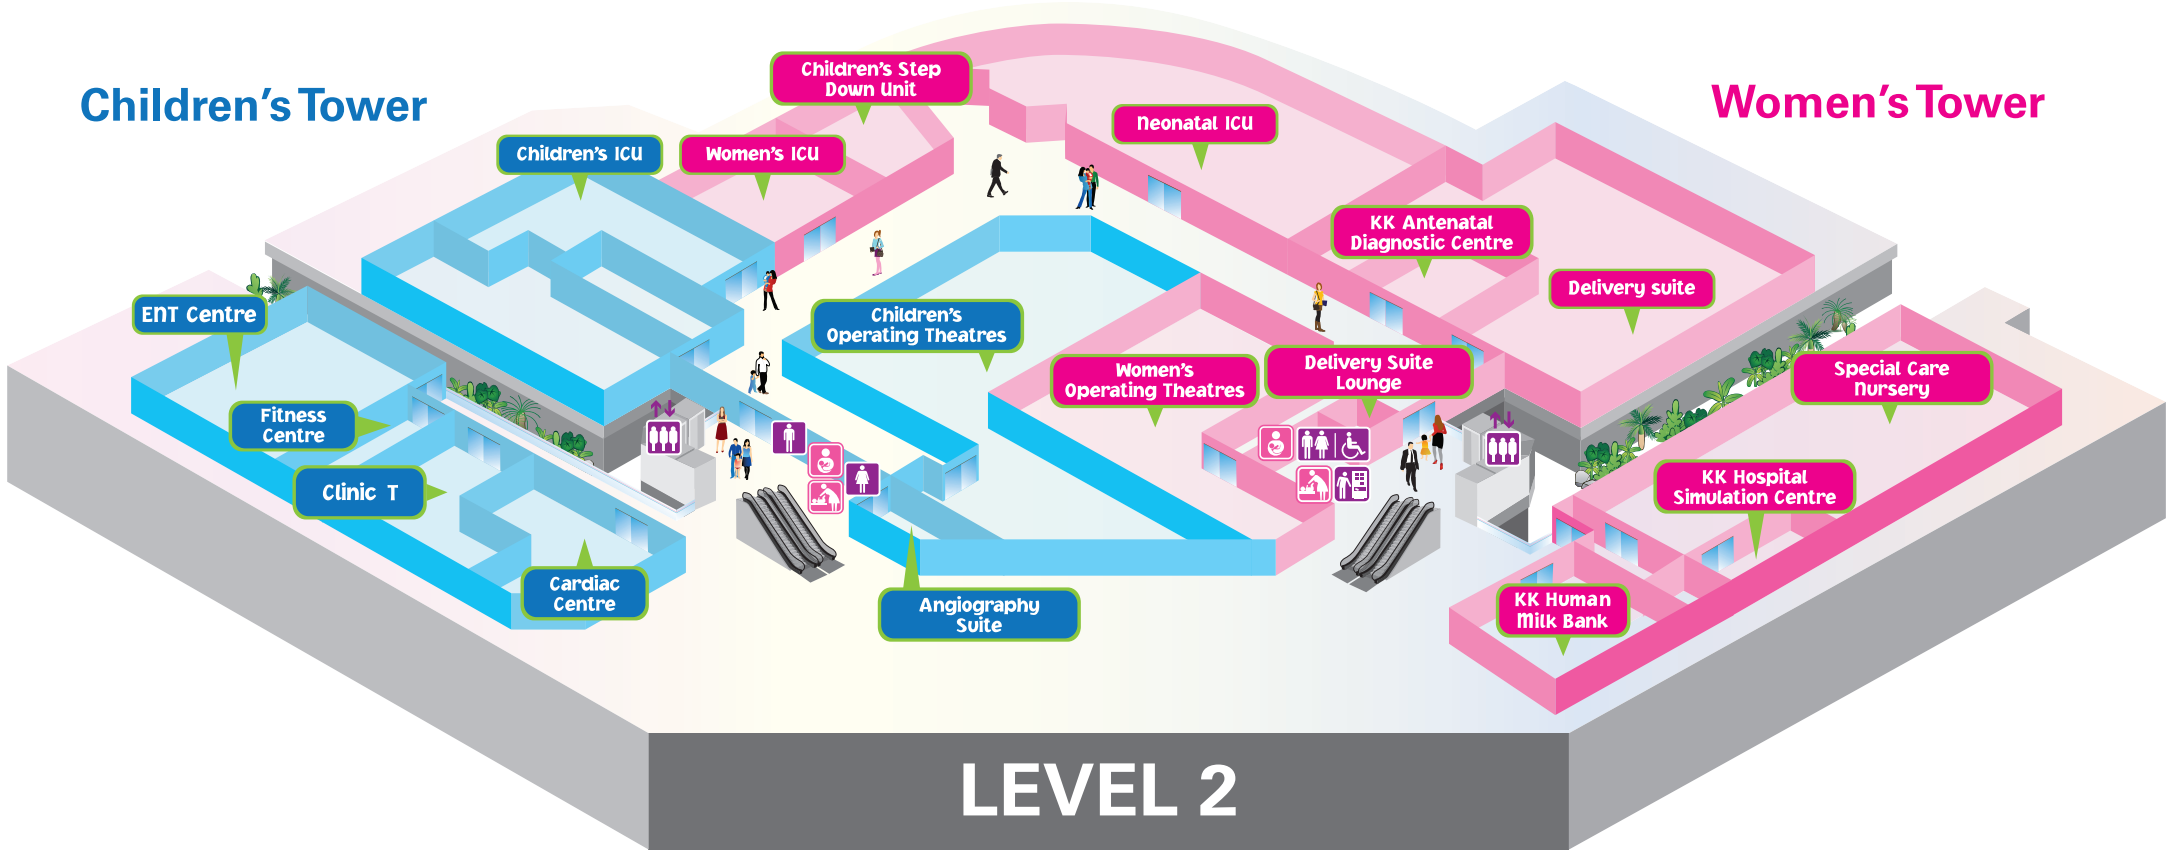 Children's Tower
Women's Tower
Children's Step
Down Unit
Neonatal ICU
Children's ICU
Women's ICU
KK Antenatal
Diagnostic Centre
Delivery suite
ENT Centre
Children's
Operating Theatres
Women's
Operating Theatres
Delivery Suite
Lounge
Special Care
Nursery
Fitness
Centre
Clinic T
KK Hospital
Simulation Centre
Cardiac
Centre
Angiography
Suite
KK Human
Milk Bank
LEVEL 2